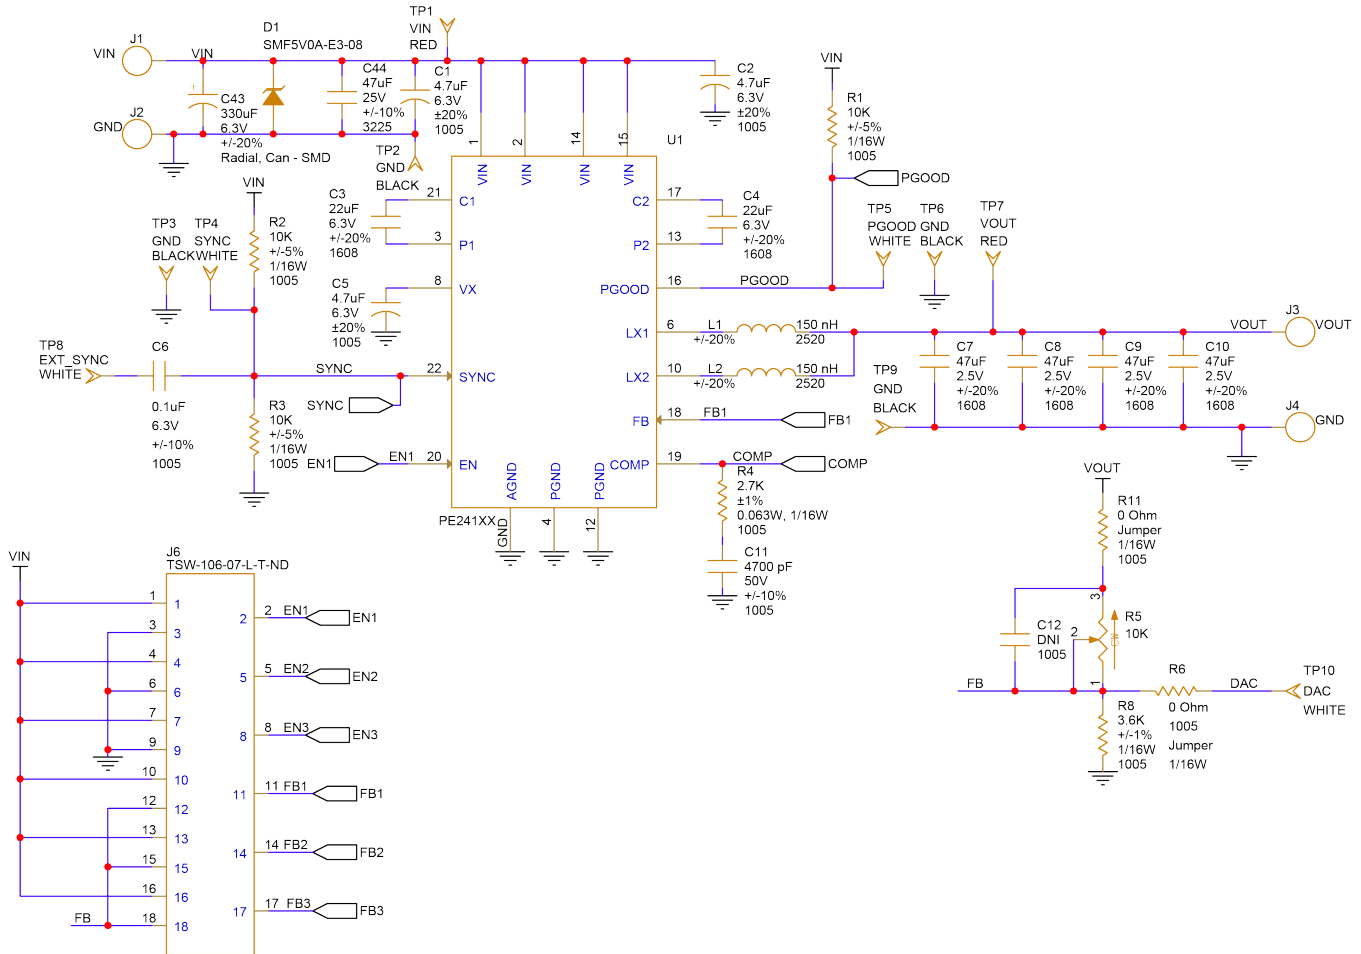 TP1
VIN
RED
D1
SMF5V0A-E3-08
J1
VIN
VIN
C43
330uF
6.3V
+/-20%
Radial, Can - SMD
C44
47uF
25V
+/-10%
3225
C1
4.7uF
6.3V
±20%
1005
C2
4.7uF
6.3V
±20%
1005
J2
GND
TP2
GND
BLACK
VIN
R1
10K
+/-5%
1/16W
1005
PGOOD
U1
1
2
14
15
VIN
VIN
VIN
VIN
21
C1
3
P1
8
VX
22
SYNC
20
EN
17
C2
13
P2
16
PGOOD
6
LX1
10
LX2
18
FB
19
COMP
AGND
PGND
PGND
GND
4
12
PE241XX
C3
22uF
6.3V
+/-20%
1608
C4
22uF
6.3V
+/-20%
1608
C5
4.7uF
6.3V
±20%
1005
VIN
R2
10K
+/-5%
1/16W
1005
TP3
GND
BLACK
TP4
SYNC
WHITE
TP8
EXT_SYNC
WHITE
C6
0.1uF
6.3V
+/-10%
1005
SYNC
SYNC
R3
10K
+/-5%
1/16W
1005
EN1
EN1
PGOOD
TP5
PGOOD
WHITE
TP6
GND
BLACK
TP7
VOUT
RED
L1
+/-20%
150 nH
2520
L2
+/-20%
150 nH
2520
FB1
FB1
COMP
COMP
R4
2.7K
±1%
0.063W, 1/16W
1005
C11
4700 pF
50V
+/-10%
1005
VOUT
J3
VOUT
C7
47uF
2.5V
+/-20%
1608
C8
47uF
2.5V
+/-20%
1608
C9
47uF
2.5V
+/-20%
1608
C10
47uF
2.5V
+/-20%
1608
TP9
GND
BLACK
J4
GND
VOUT
R11
0 Ohm
Jumper
1/16W
1005
C12
DNI
1005
3
2
1
CW
R5
10K
FB
R6
0 Ohm
1005
Jumper
1/16W
DAC
TP10
DAC
WHITE
R8
3.6K
+/-1%
1/16W
1005
VIN
J6
TSW-106-07-L-T-ND
1
1
2
2
EN1
EN1
3
3
4
4
5
5
EN2
EN2
6
6
7
7
8
8
EN3
EN3
9
9
10
10
11
11
FB1
FB1
12
12
13
13
14
14
FB2
FB2
15
15
16
16
17
17
FB3
FB3
FB
18
18